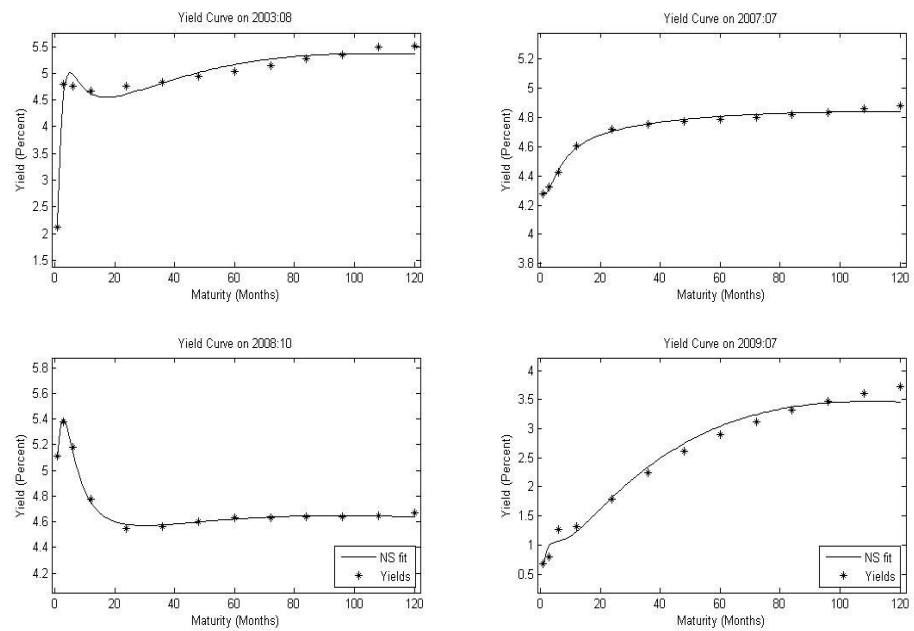 Yield Curve on 2003:08
Yield (Percent)
5.5
5
4.5
4
3.5
3
2.5
2
1.5
0 20 40 60 80 100 120
Maturity (Months)
Yield Curve on 2007:07
Yield (Percent)
5.2
5
4.8
4.6
4.4
4.2
4
3.8
0 20 40 60 80 100 120
Maturity (Months)
Yield Curve on 2008:10
Yield (Percent)
5.8
5.6
5.4
5.2
5
4.8
4.6
4.4
4.2
NS fit
Yields
0 20 40 60 80 100 120
Maturity (Months)
Yield Curve on 2009:07
Yield (Percent)
4
3.5
3
2.5
2
1.5
1
0.5
NS fit
Yields
0 20 40 60 80 100 120
Maturity (Months)